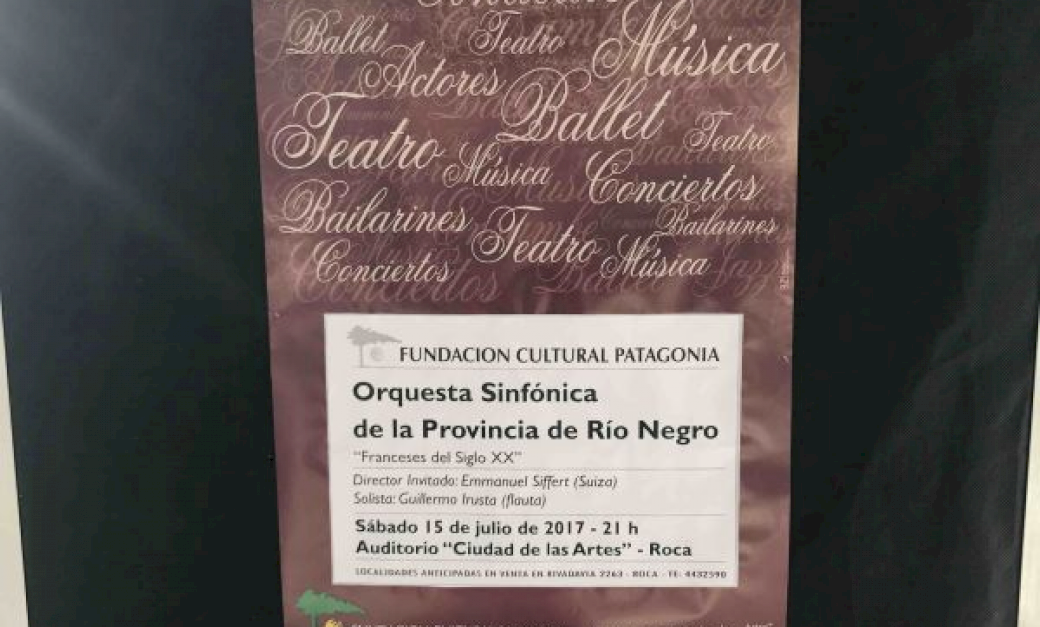 Ballet Teatro Música
Actores
Ballet
Teatro Teatro
Música Conciertos
Bailarines Bailarines
Teatro Música
Conciertos
Conciertos Ballet Jazz
FUNDACION CULTURAL PATAGONIA
Orquesta Sinfónica
de la Provincia de Río Negro
"Franceses del Siglo XX"
Director Invitado: Emmanuel Siffert (Suiza)
Solista: Guillermo Irusta (flauta)
Sábado 15 de julio de 2017 - 21 h
Auditorio "Ciudad de las Artes" - Roca
LOCALIDADES ANTICIPADAS EN VENTA EN RIVADAVIA 2263 - ROCA - TE: 4432590